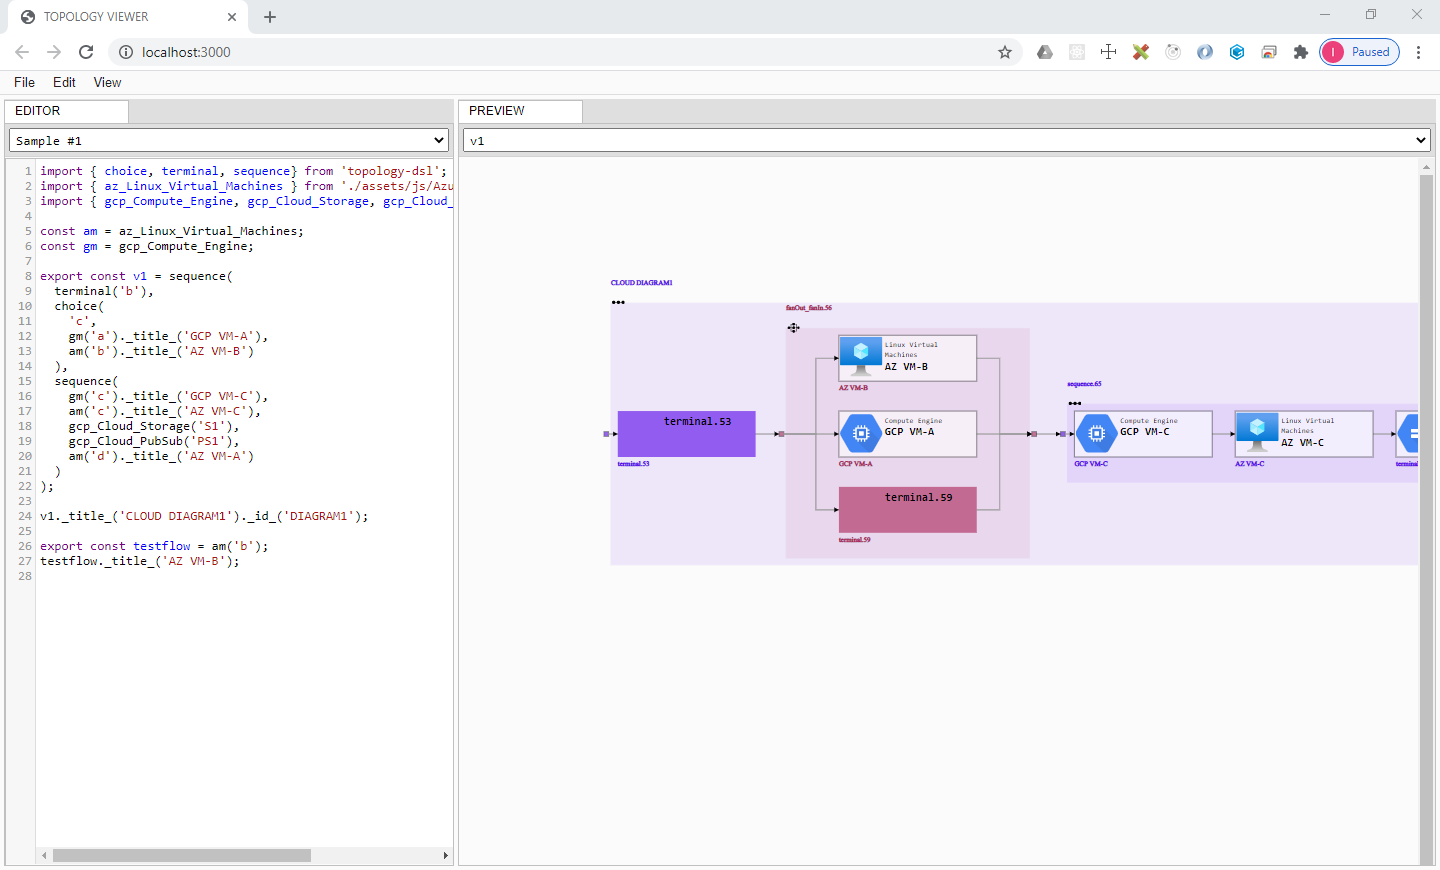 TOPOLOGY VIEWER
localhost:3000
I Paused
File Edit View
EDITOR
Sample #1
1 import { choice, terminal, sequence} from 'topology-dsl';
2 import { az_Linux_Virtual_Machines } from './assets/js/Azu
3 import { gcp_Compute_Engine, gcp_Cloud_Storage, gcp_Cloud_
4
5 const am = az_Linux_Virtual_Machines;
6 const gm = gcp_Compute_Engine;
7
8 export const v1 = sequence(
9 terminal('b'),
10 choice(
11 'c',
12 gm('a')._title_('GCP VM-A'),
13 am('b')._title_('AZ VM-B')
14 ),
15 sequence(
16 gm('c')._title_('GCP VM-C'),
17 am('c')._title_('AZ VM-C'),
18 gcp_Cloud_Storage('S1'),
19 gcp_Cloud_PubSub('PS1'),
20 am('d')._title_('AZ VM-A')
21 )
22 );
23
24 v1._title_('CLOUD DIAGRAM1')._id_('DIAGRAM1');
25
26 export const testflow = am('b');
27 testflow._title_('AZ VM-B');
28
PREVIEW
v1
CLOUD DIAGRAM1
fanOut_fanIn.56
Linux Virtual
Machines
AZ VM-B
AZ VM-B
terminal.53
terminal.53
Compute Engine
GCP VM-A
GCP VM-A
terminal.59
terminal.59
sequence.65
Compute Engine
GCP VM-C
GCP VM-C
Linux Virtual
Machines
AZ VM-C
AZ VM-C
terminal